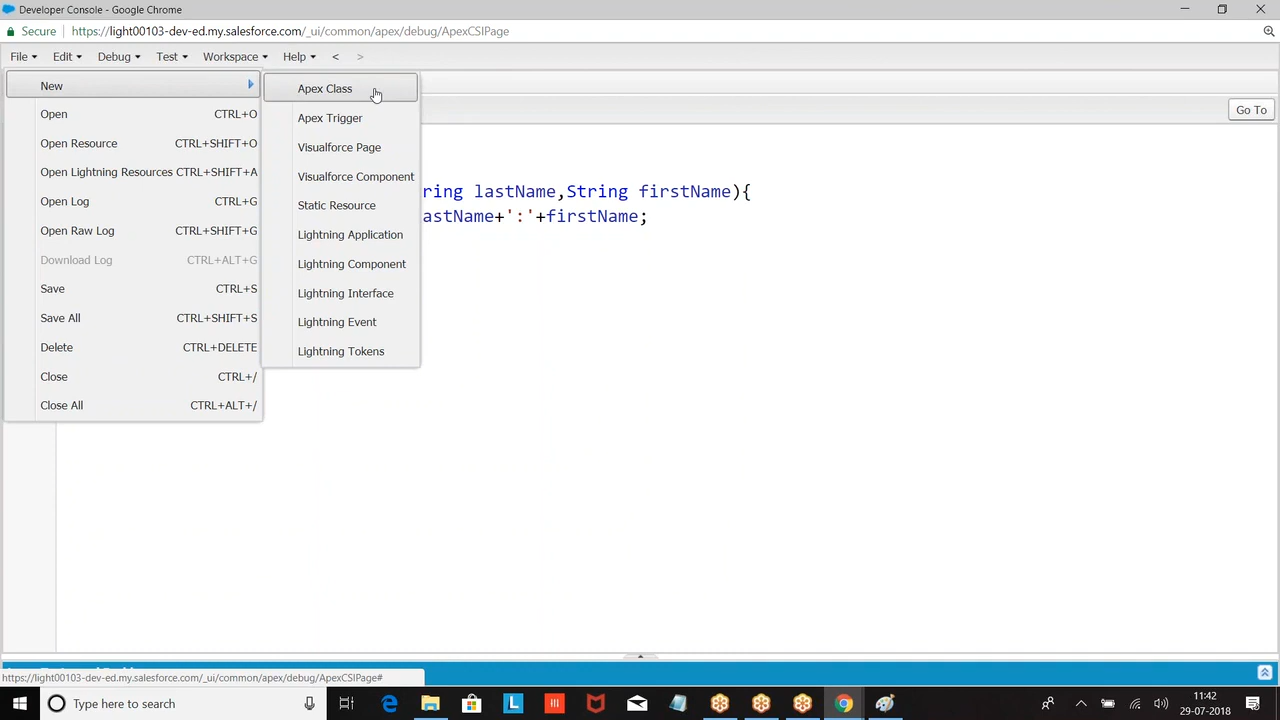 Developer Console - Google Chrome
Secure https://light00103-dev-ed.my.salesforce.com/_ui/common/apex/debug/ApexCSIPage
File Edit Debug Test Workspace Help < >
New
Apex Class
Go To
Open CTRL+O
Apex Trigger
Open Resource CTRL+SHIFT+O
Visualforce Page
Open Lightning Resources CTRL+SHIFT+A
Visualforce Component
ring lastName,String firstName){
Open Log CTRL+G
Static Resource
astName+':'+firstName;
Open Raw Log CTRL+SHIFT+G
Lightning Application
Download Log CTRL+ALT+G
Lightning Component
Save CTRL+S
Lightning Interface
Save All CTRL+SHIFT+S
Lightning Event
Delete CTRL+DELETE
Lightning Tokens
Close CTRL+/
Close All CTRL+ALT+/
https://light00103-dev-ed.my.salesforce.com/_ui/common/apex/debug/ApexCSIPage#
Type here to search
11:42
29-07-2018